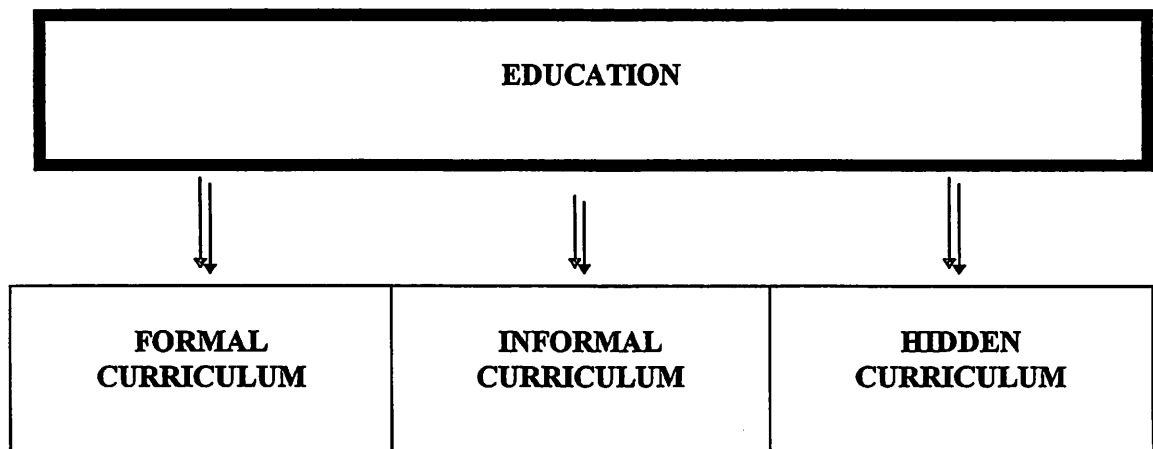 EDUCATION
FORMAL
CURRICULUM
INFORMAL
CURRICULUM
HIDDEN
CURRICULUM